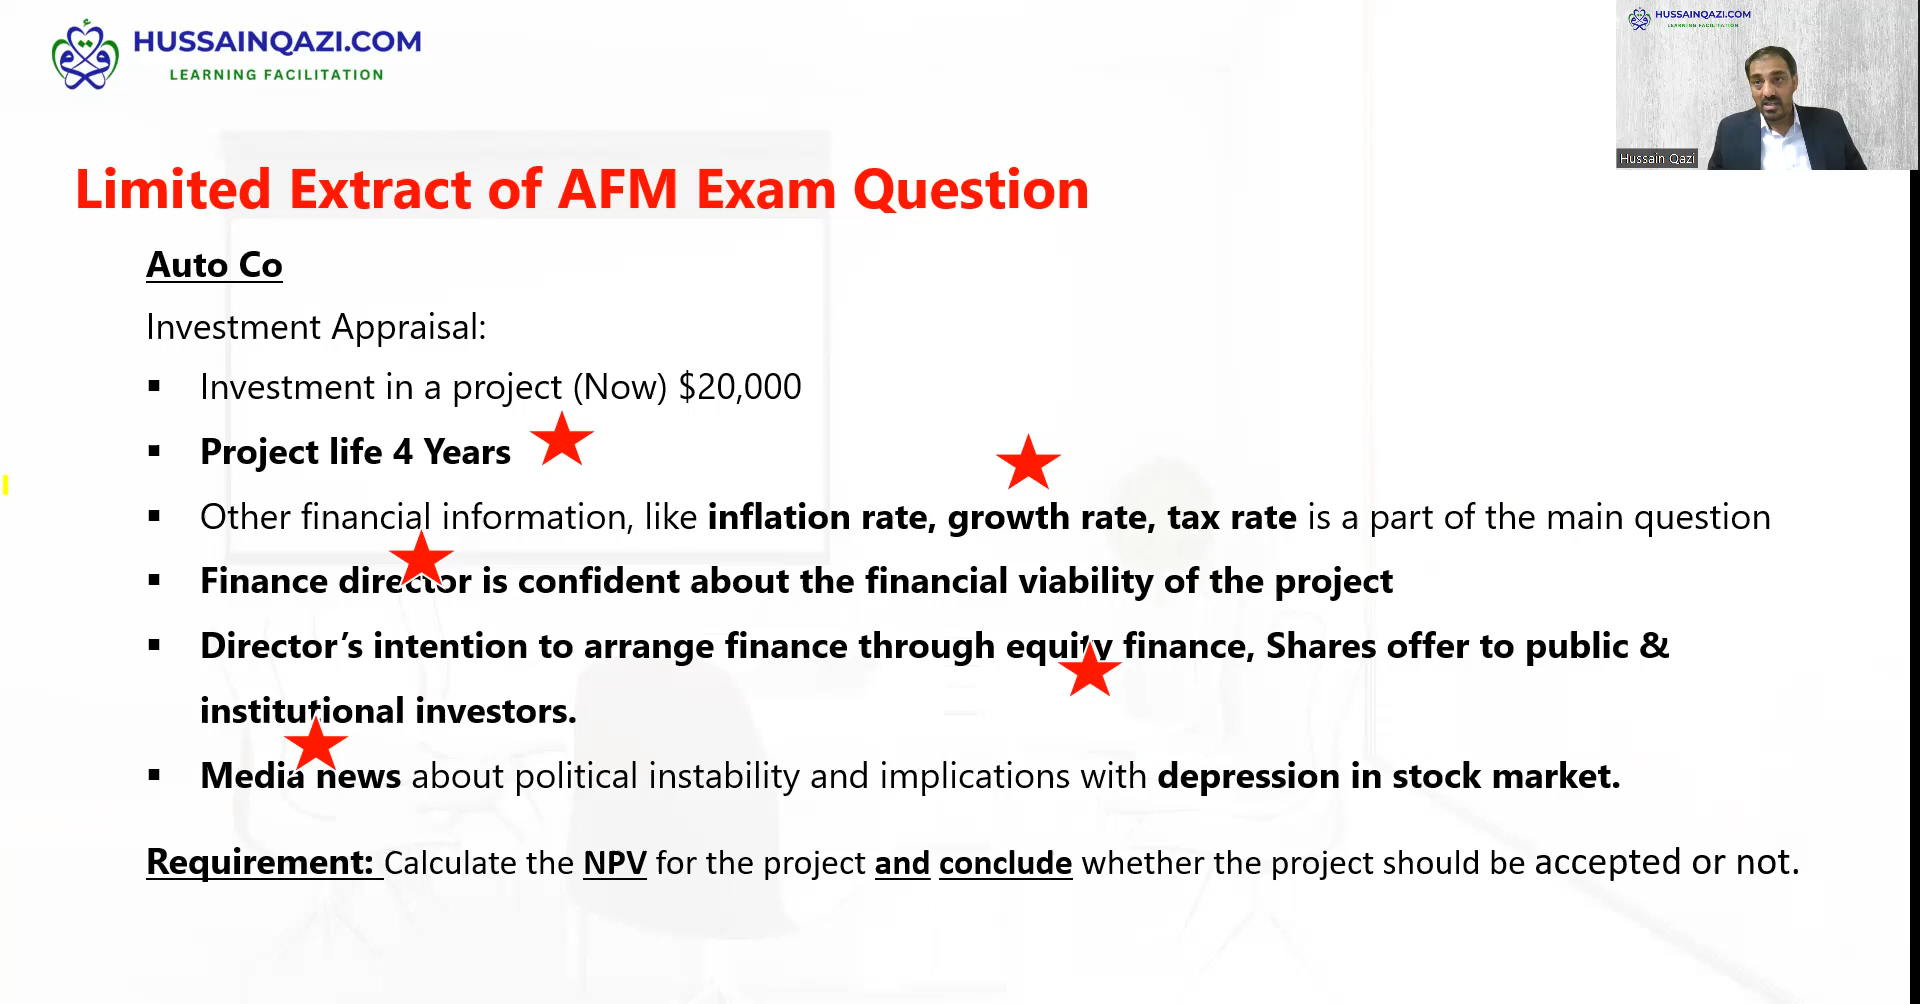 HUSSAINQAZI.COM
LEARNING FACILITATION
HUSSAINQAZI.COM
LEARNING FACILITATION
Hussain Qazi
Limited Extract of AFM Exam Question
Auto Co
Investment Appraisal:
▪ Investment in a project (Now) $20,000
▪ Project life 4 Years
▪ Other financial information, like inflation rate, growth rate, tax rate is a part of the main question
▪ Finance director is confident about the financial viability of the project
▪ Director’s intention to arrange finance through equity finance, Shares offer to public &
institutional investors.
▪ Media news about political instability and implications with depression in stock market.
Requirement: Calculate the NPV for the project and conclude whether the project should be accepted or not.